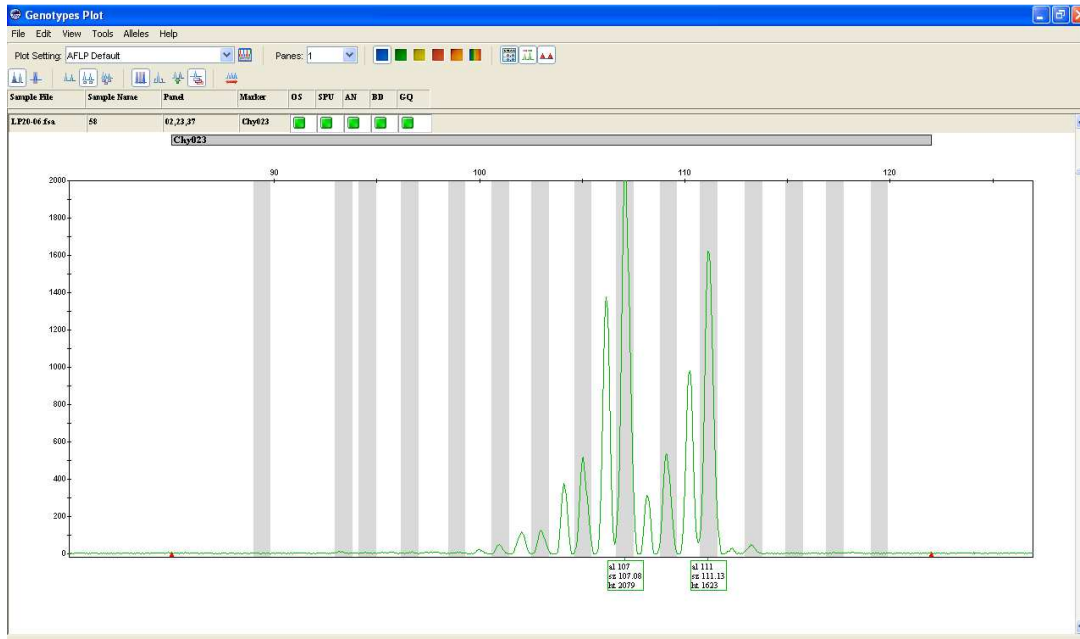 Genotypes Plot
File Edit View Tools Alleles Help
Plot Setting: AFLP Default Panes: 1
Sample File Sample Name Panel Marker OS SPU AN BD GQ
LP20-06.fsa 58 02,23,37 Chy023
Chy023
90 100 110 120
2000
1800
1600
1400
1200
1000
800
600
400
200
0
al 107 al 111
sz 107.08 sz 111.13
ht 2079 ht 1623